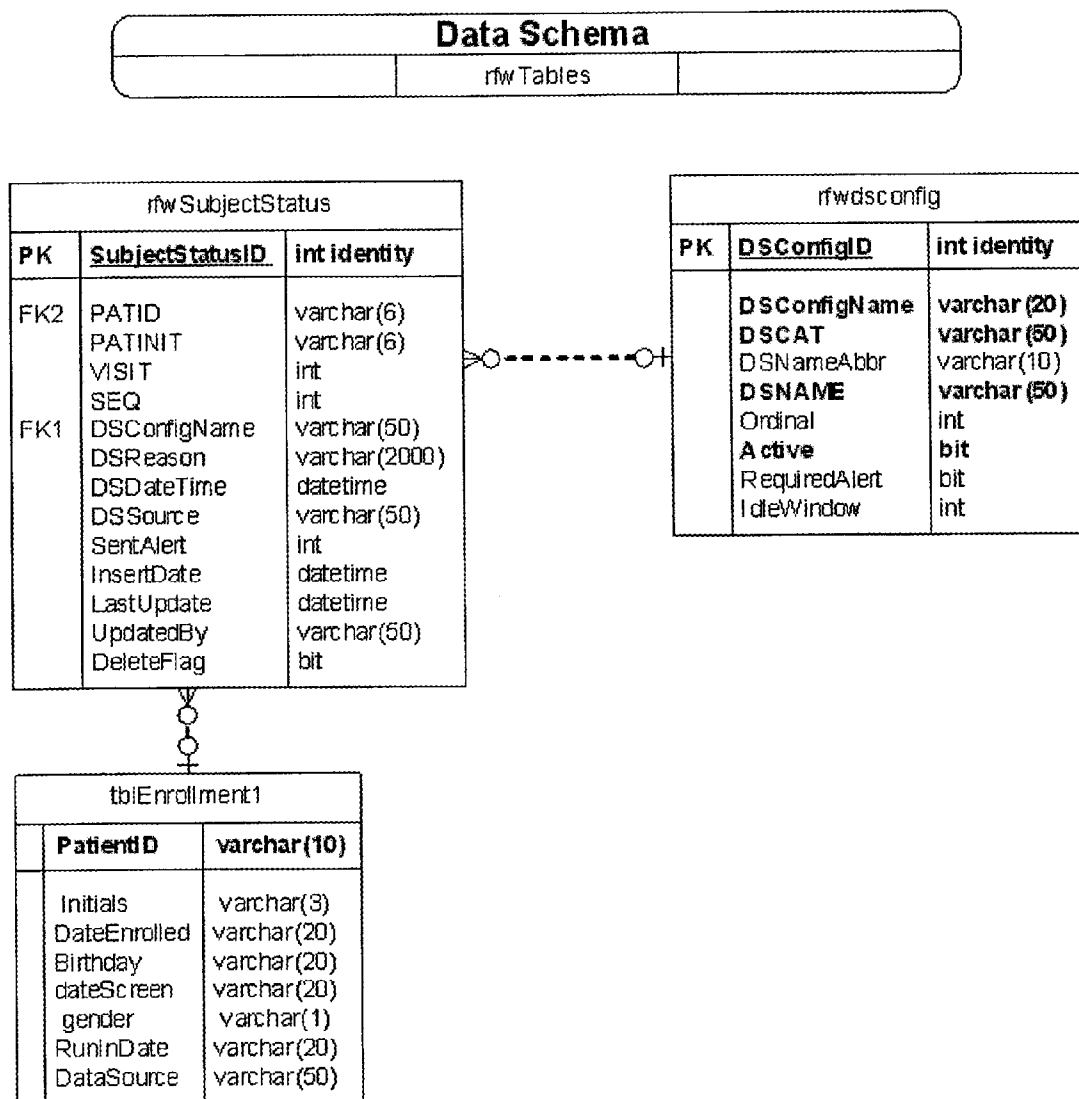 Data Schema
rfwTables
rfwSubjectStatus
PK SubjectStatusID int identity
FK2 PATID varchar(6)
PATINIT varchar(6)
VISIT int
SEQ int
FK1 DSConfigName varchar(50)
DSReason varchar(2000)
DSDateTime datetime
DSSource varchar(50)
SentAlert int
InsertDate datetime
LastUpdate datetime
UpdatedBy varchar(50)
DeleteFlag bit
rfwdsconfig
PK DSConfigID int identity
DSConfigName varchar(20)
DSCAT varchar(50)
DSNameAbbr varchar(10)
DSNAME varchar(50)
Ordinal int
Active bit
RequiredAlert bit
IdleWindow int
tblEnrollment1
PatientID varchar(10)
Initials varchar(3)
DateEnrolled varchar(20)
Birthday varchar(20)
dateScreen varchar(20)
gender varchar(1)
RunInDate varchar(20)
DataSource varchar(50)